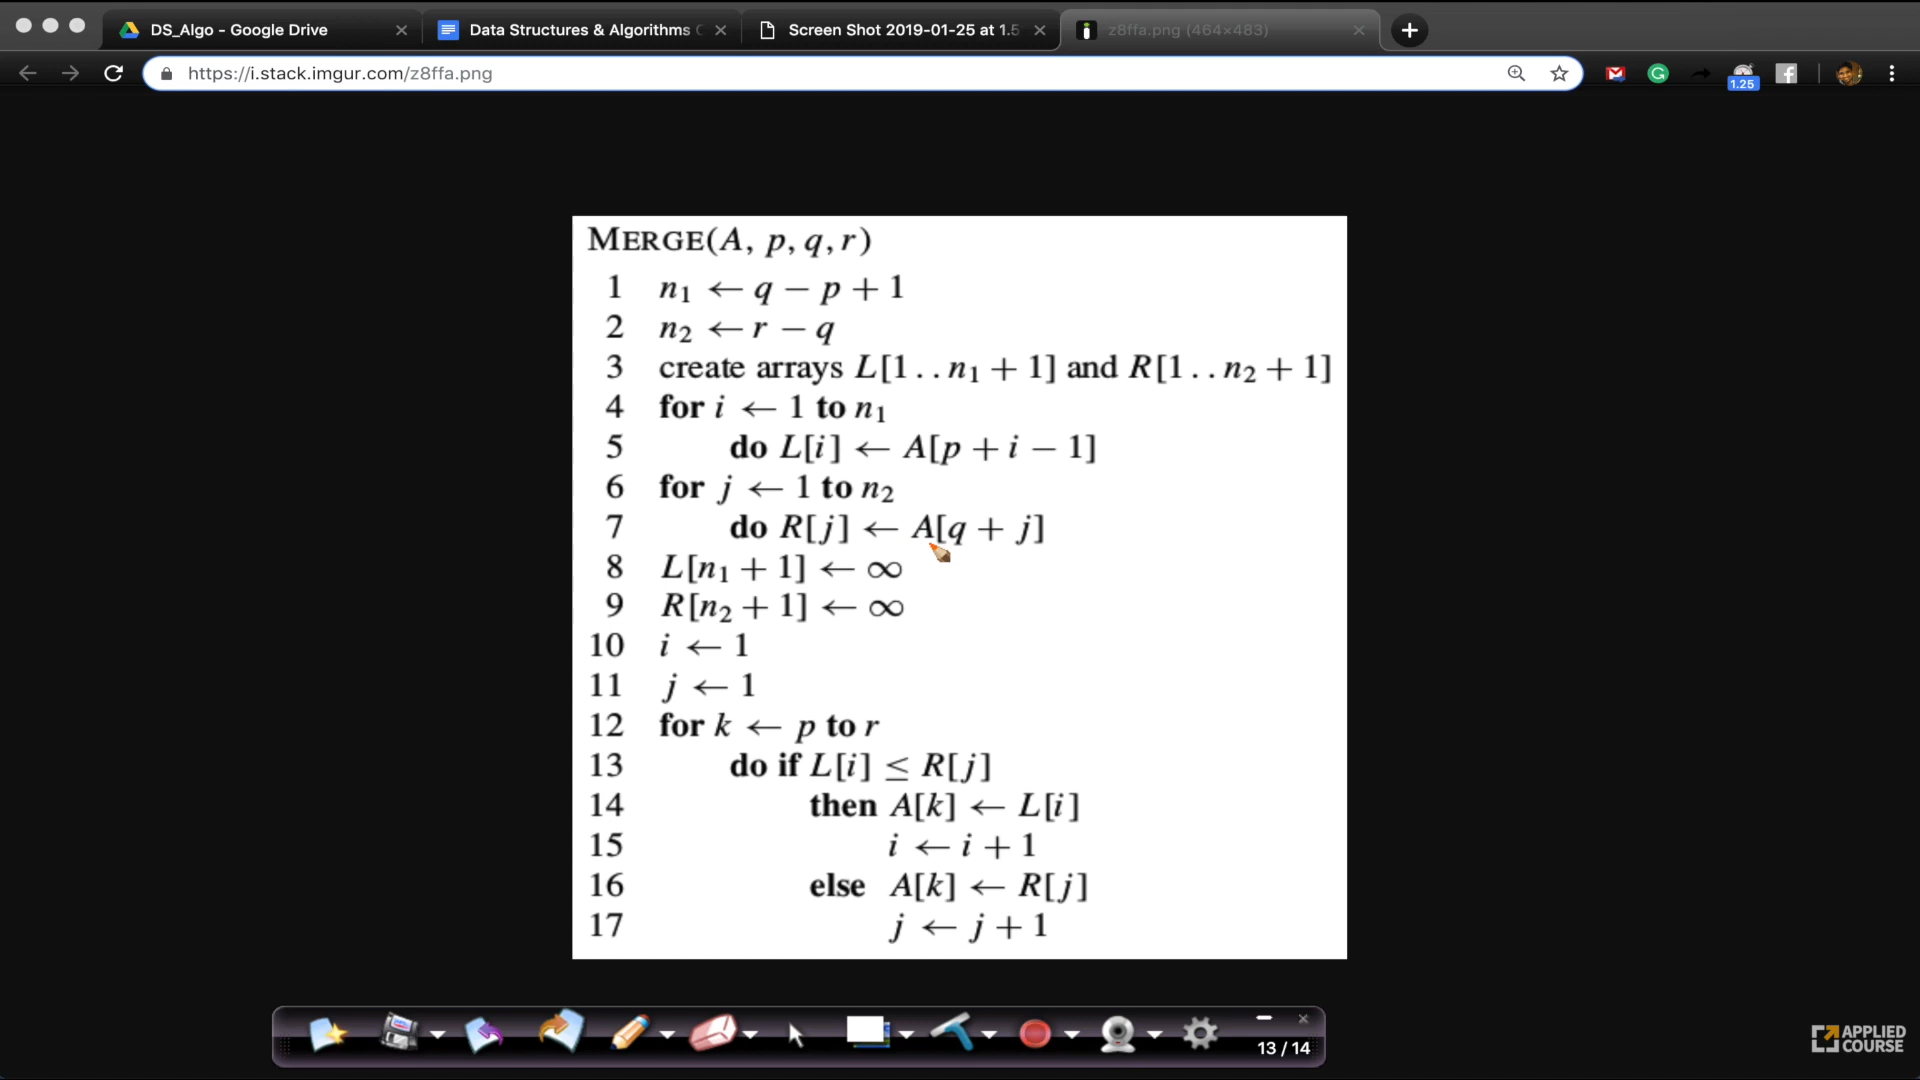 DS_Algo - Google Drive
Data Structures & Algorithms C
Screen Shot 2019-01-25 at 1.5
z8ffa.png (464×483)
https://i.stack.imgur.com/z8ffa.png
1.25
MERGE(A, p, q, r)
1 n₁ ← q − p + 1
2 n₂ ← r − q
3 create arrays L[1 . . n₁ + 1] and R[1 . . n₂ + 1]
4 for i ← 1 to n₁
5 do L[i] ← A[p + i − 1]
6 for j ← 1 to n₂
7 do R[j] ← A[q + j]
8 L[n₁ + 1] ← ∞
9 R[n₂ + 1] ← ∞
10 i ← 1
11 j ← 1
12 for k ← p to r
13 do if L[i] ≤ R[j]
14 then A[k] ← L[i]
15 i ← i + 1
16 else A[k] ← R[j]
17 j ← j + 1
13 / 14
APPLIED
COURSE